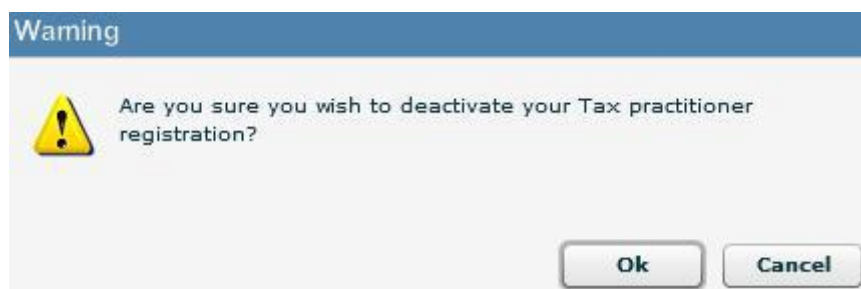 Warning
Are you sure you wish to deactivate your Tax practitioner
registration?
Ok
Cancel